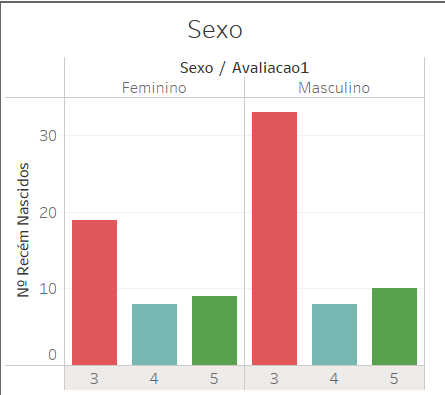 Sexo
Sexo / Avaliacao1
Feminino Masculino
Nº Recém Nascidos
30
20
10
0
3 4 5 3 4 5